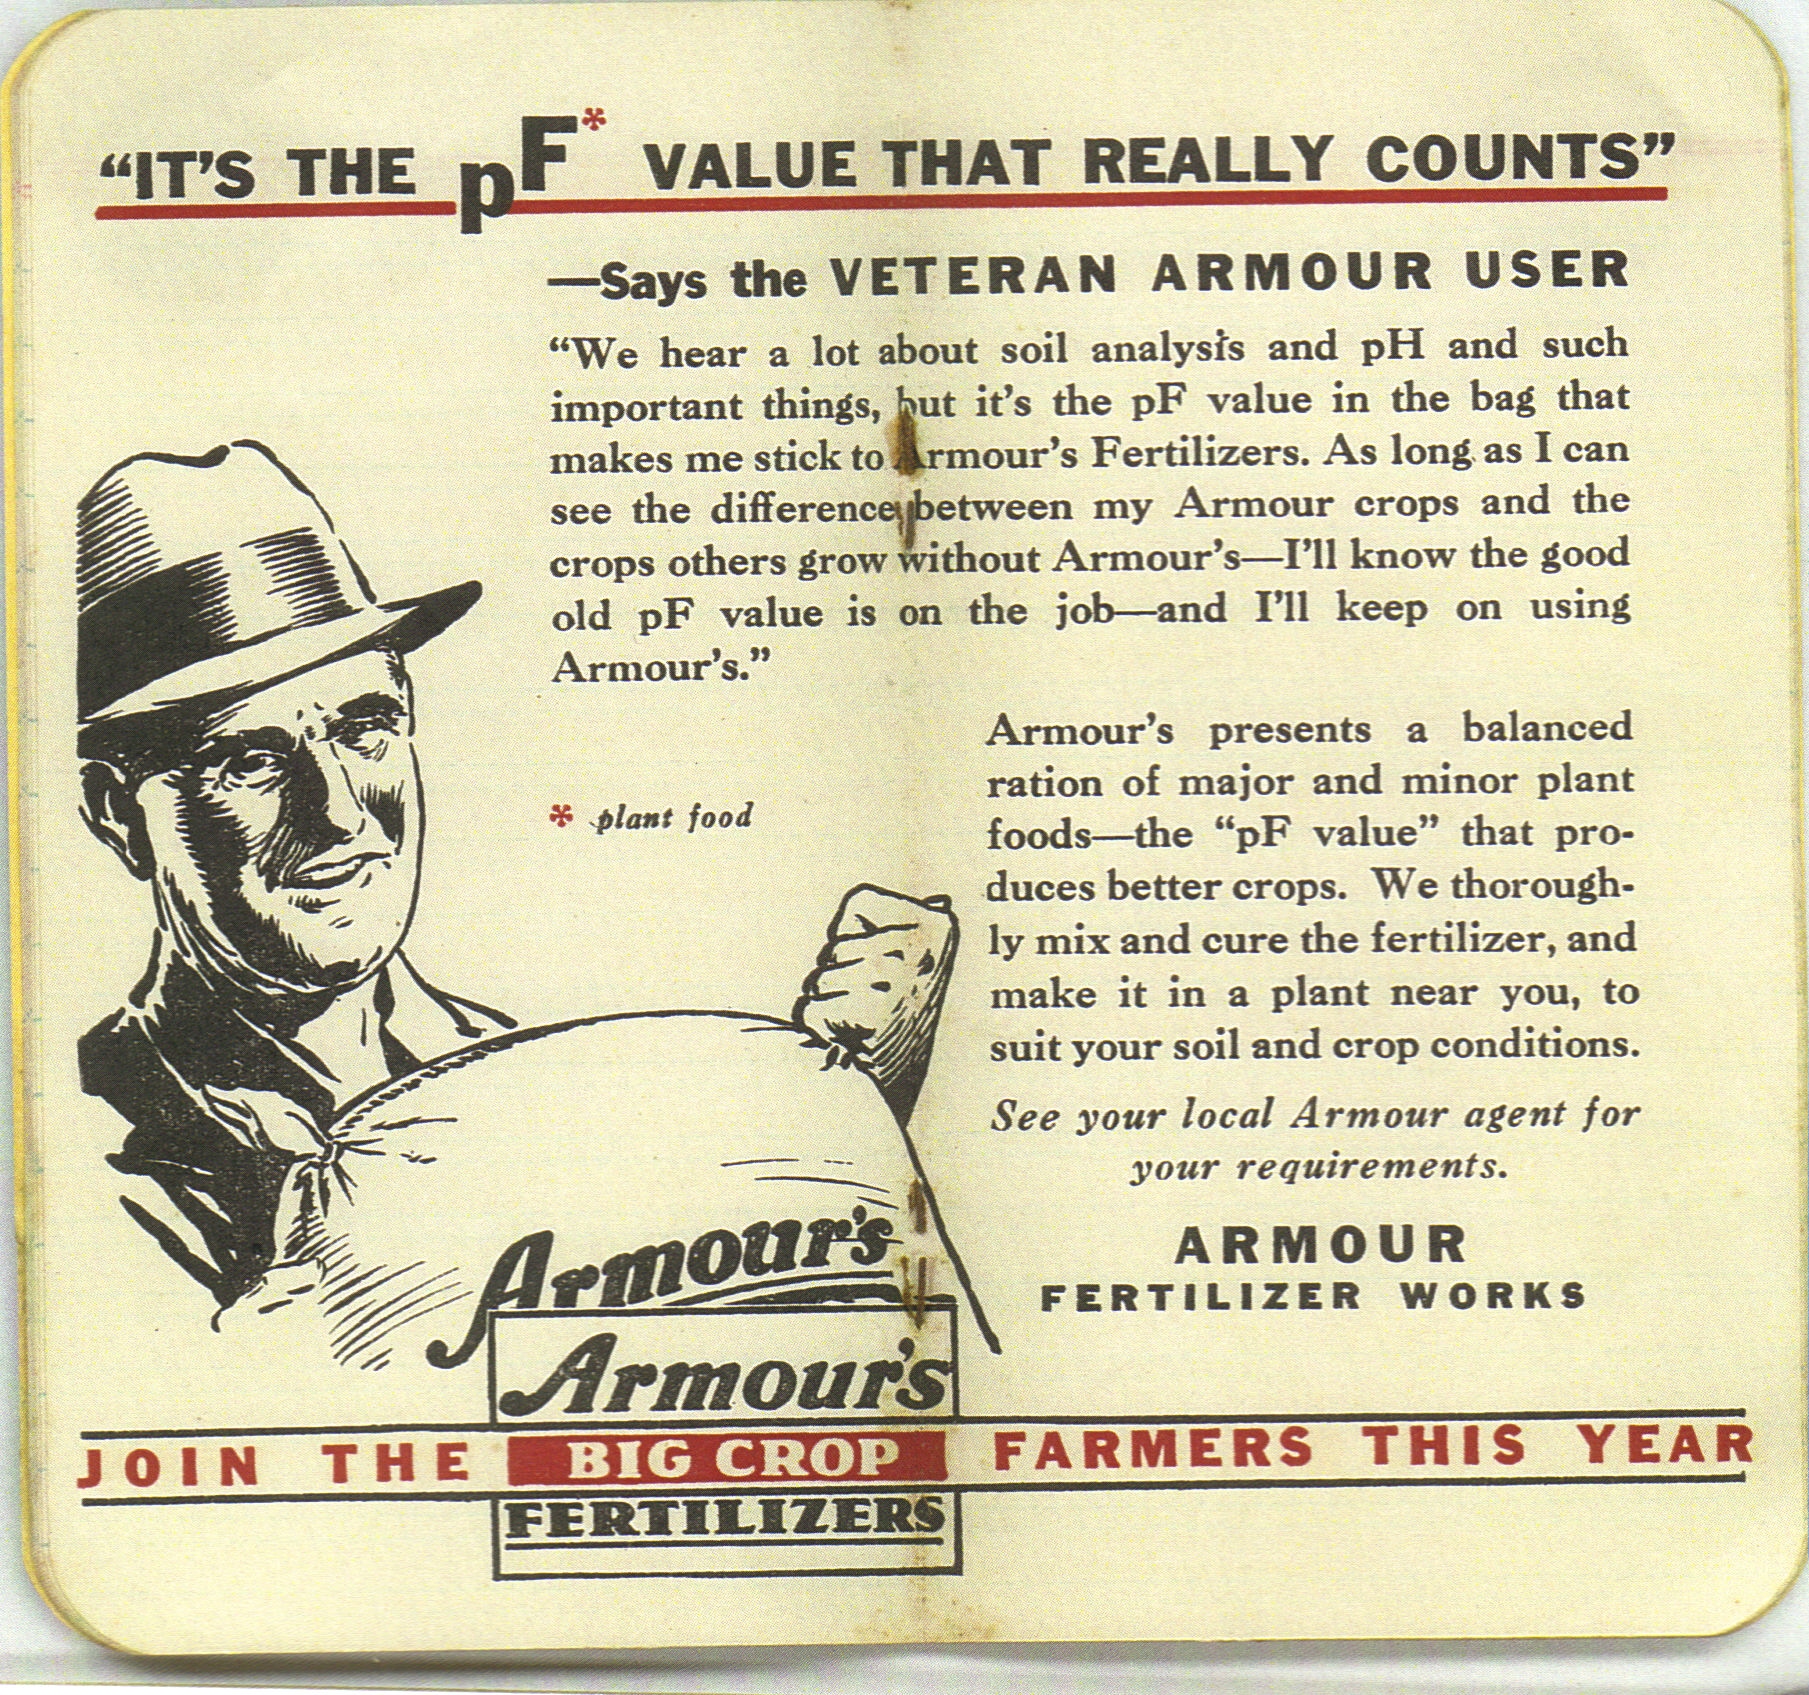 “IT’S THE pF* VALUE THAT REALLY COUNTS”
—Says the VETERAN ARMOUR USER
“We hear a lot about soil analysis and pH and such
important things, but it’s the pF value in the bag that
makes me stick to Armour’s Fertilizers. As long as I can
see the difference between my Armour crops and the
crops others grow without Armour’s—I’ll know the good
old pF value is on the job—and I’ll keep on using
Armour’s.”
* plant food
Armour’s presents a balanced
ration of major and minor plant
foods—the “pF value” that pro-
duces better crops. We thorough-
ly mix and cure the fertilizer, and
make it in a plant near you, to
suit your soil and crop conditions.
See your local Armour agent for
your requirements.
ARMOUR
FERTILIZER WORKS
Armour’s
Armour’s
JOIN THE BIG CROP FARMERS THIS YEAR
FERTILIZERS